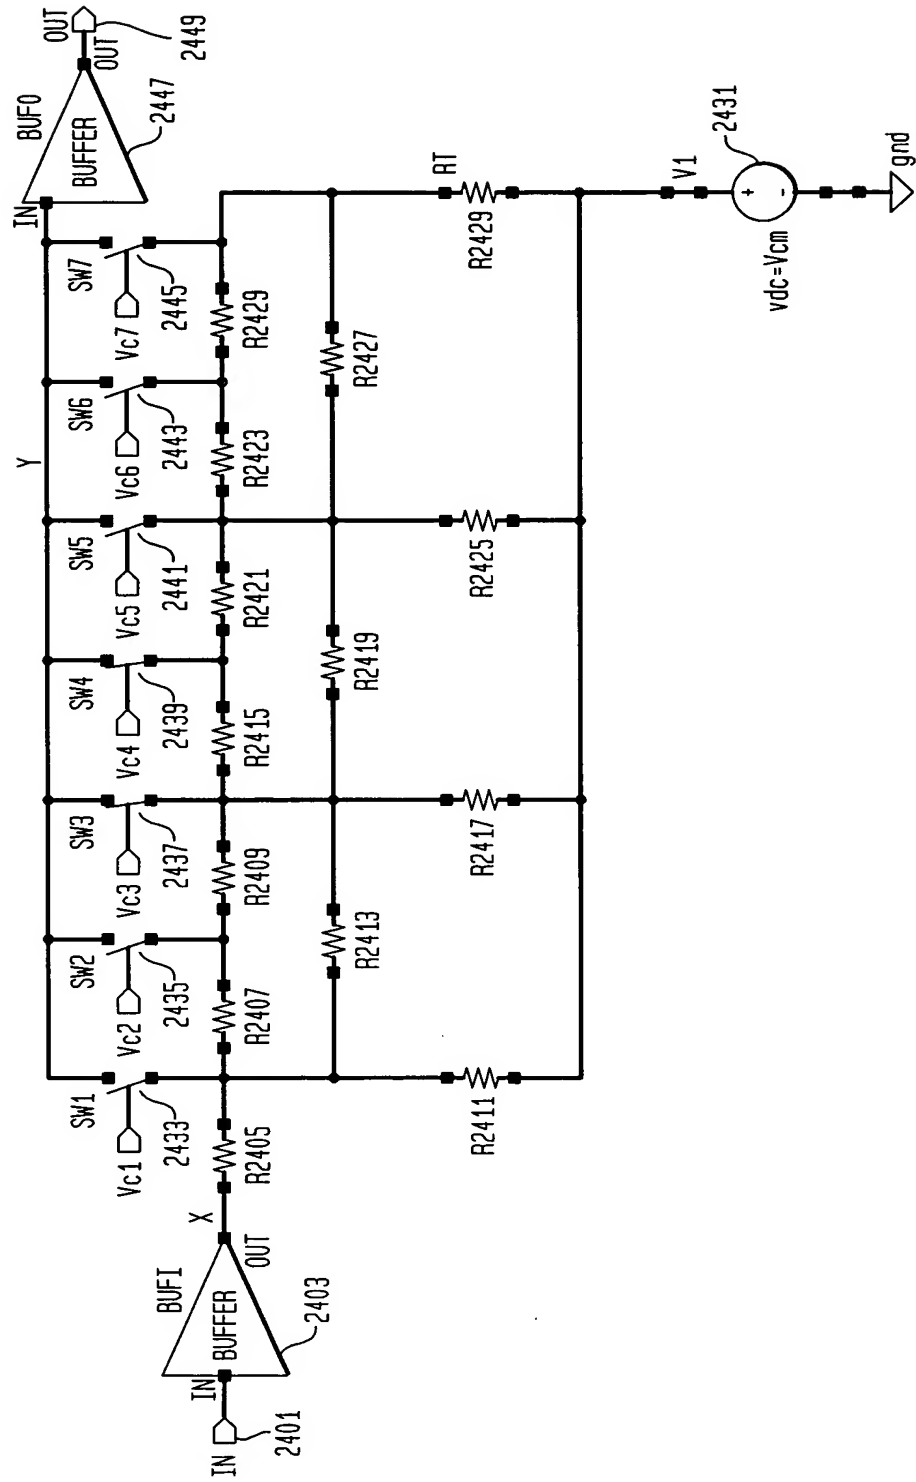 IN
2401
IN
BUFFER
BUFI
2403
OUT
X
R2405
Vc1
SW1
2433
R2407
Vc2
SW2
2435
R2409
Vc3
SW3
2437
R2415
Vc4
SW4
2439
R2421
Vc5
SW5
2441
R2423
Vc6
SW6
2443
R2429
Vc7
SW7
2445
Y
IN
BUFFER
BUFO
2447
OUT
OUT
2449
R2413
R2419
R2427
R2411
R2417
R2425
R2429
RT
V1
+
-
2431
vdc=Vcm
gnd